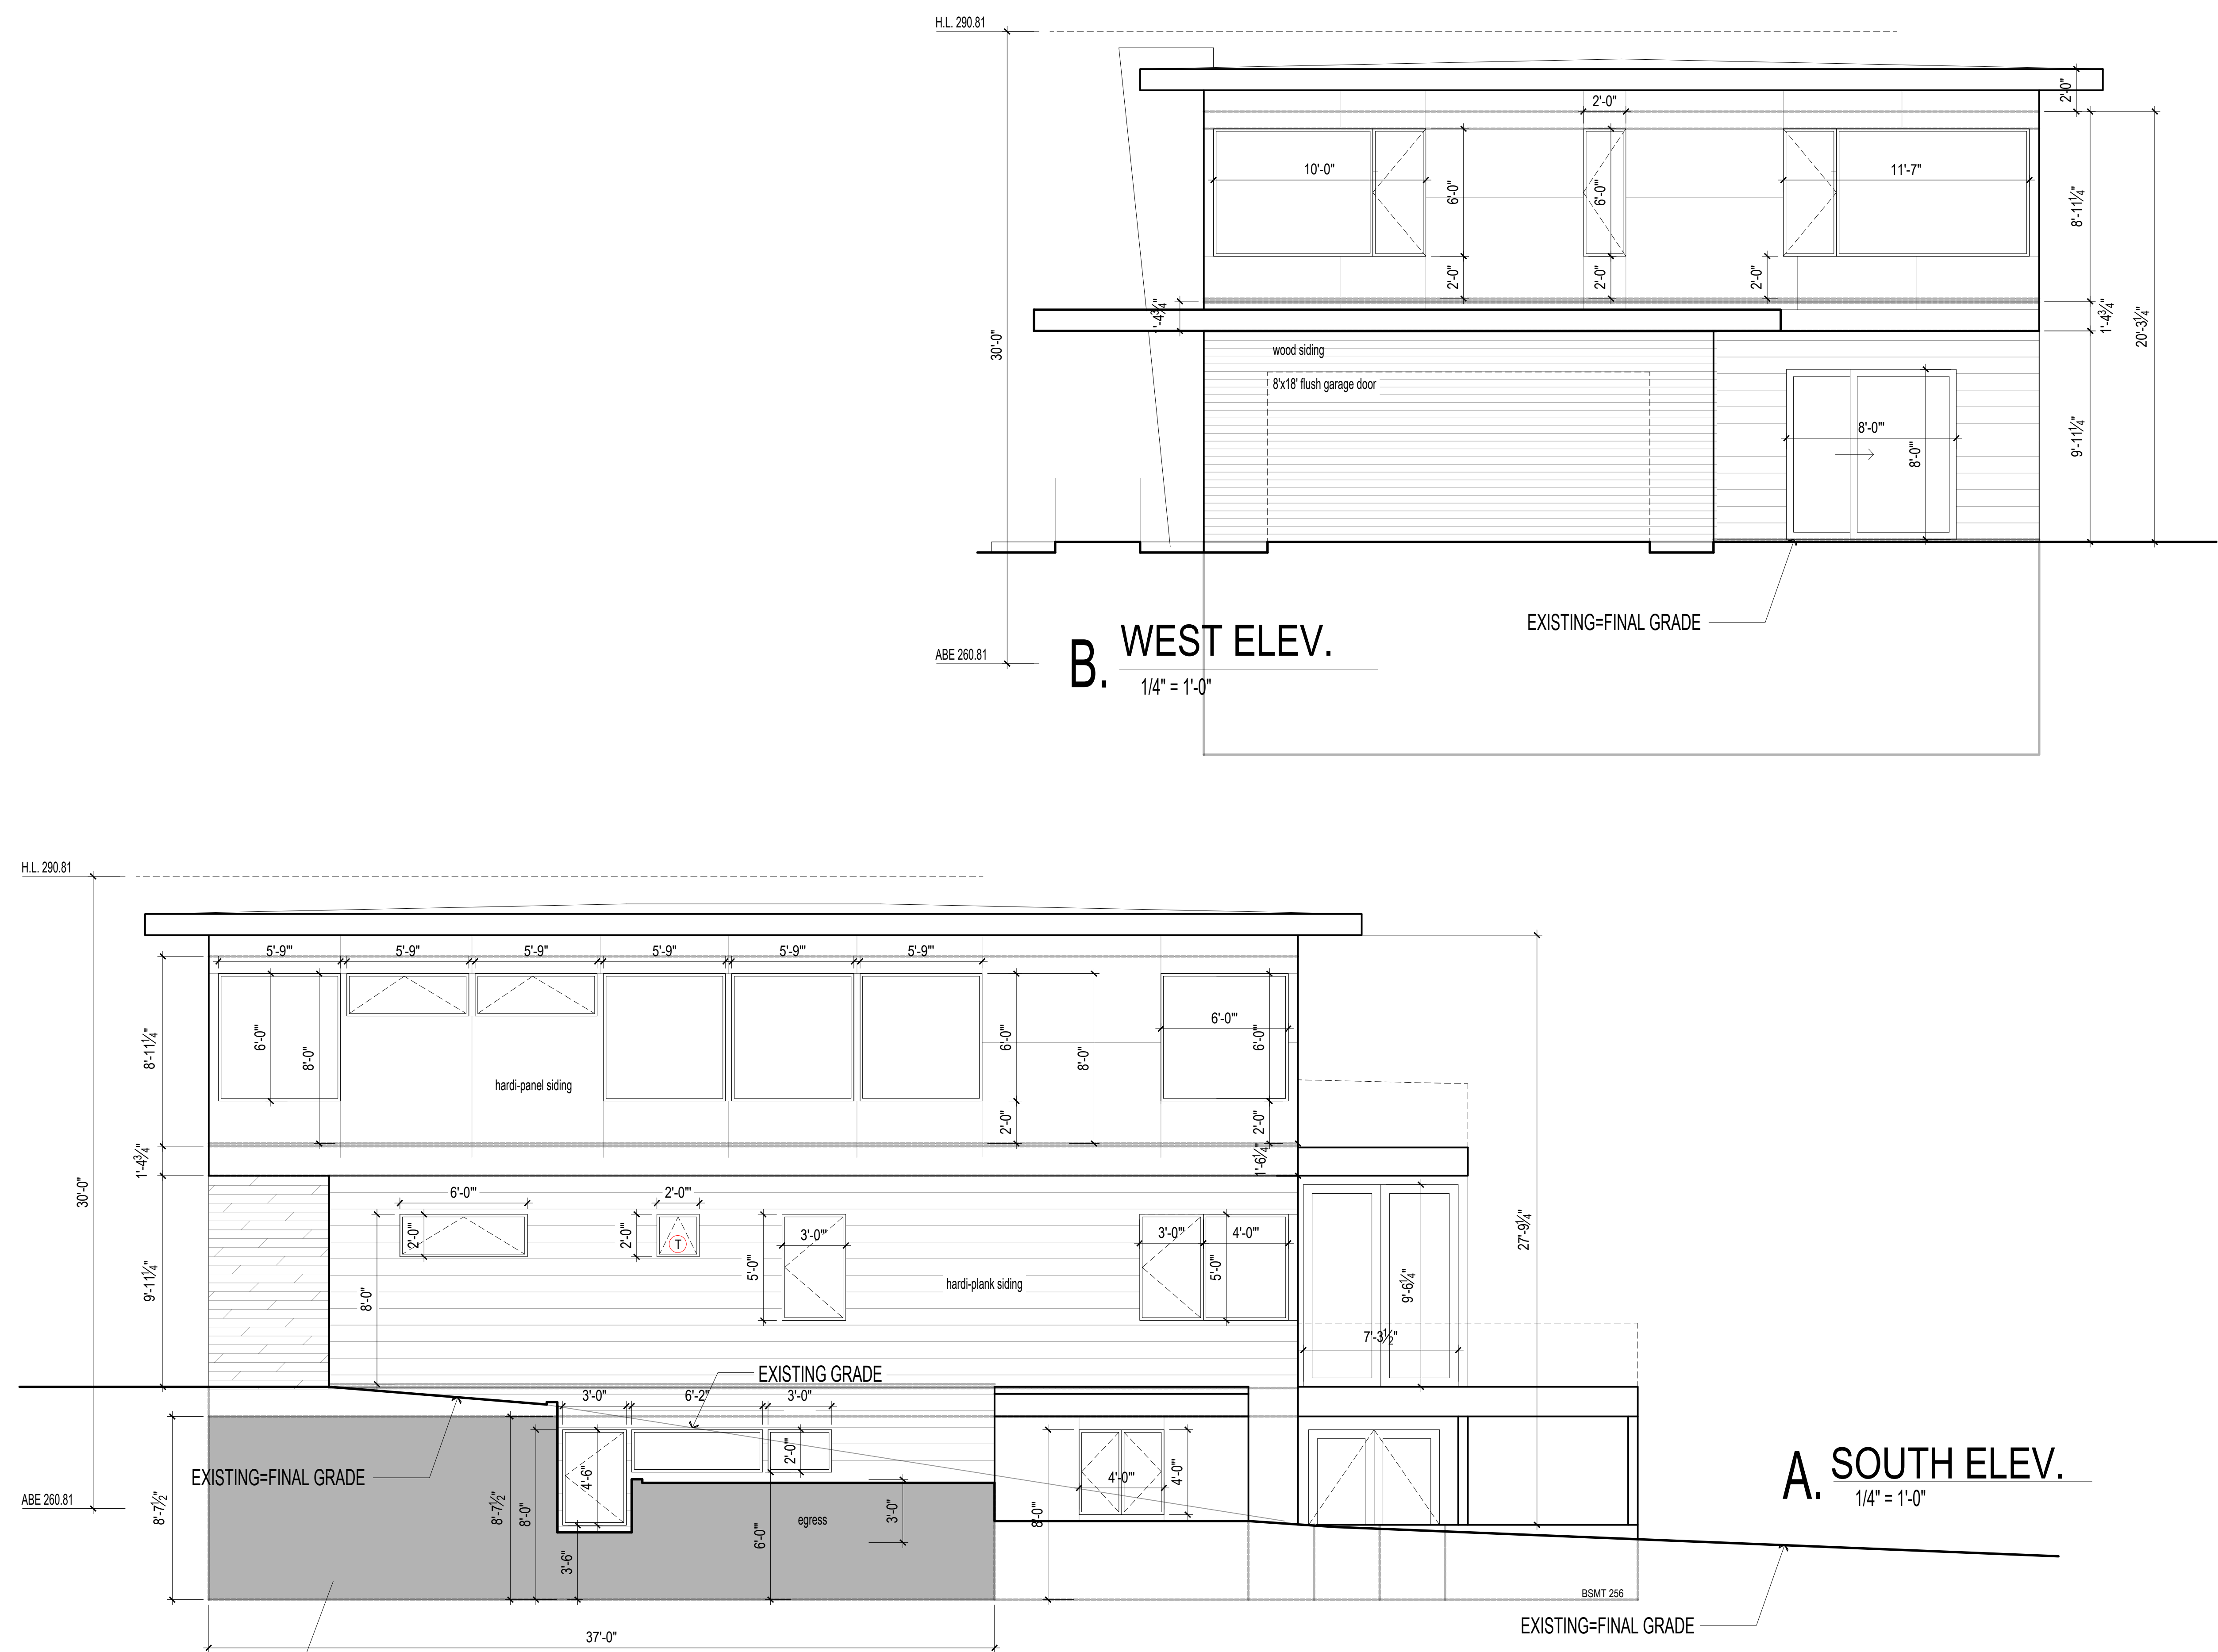 H.L. 290.81
2'-0"
2'-0"
10'-0"
6'-0"
6'-0"'
11'-7"
8'-11¼"
2'-0"
2'-0"
2'-0"
1'-4¾"
20'-3¼"
30'-0"
wood siding
8'x18' flush garage door
8'-0"'
8'-0"'
9'-11¼"
EXISTING=FINAL GRADE
ABE 260.81
B. WEST ELEV.
1/4" = 1'-0"
H.L. 290.81
5'-9"' 5'-9" 5'-9" 5'-9" 5'-9"' 5'-9"'
8'-11¼"
6'-0"'
8'-0"
6'-0"'
8'-0"
6'-0"'
6'-0"'
hardi-panel siding
2'-0"
2'-0"
1'-4¾"
1'-6¼"
30'-0"
6'-0"'
2'-0"'
2'-0"'
2'-0"'
T
3'-0"'
3'-0"'
4'-0"'
5'-0"'
5'-0"'
27'-9¼"
9'-11¼"
8'-0"
hardi-plank siding
9'-6¼"
7'-3½"
EXISTING GRADE
3'-0"
6'-2"
3'-0"
2'-0"'
4'-6"
4'-0"'
4'-0"'
EXISTING=FINAL GRADE
ABE 260.81
8'-7½"
8'-7½"
8'-0"
3'-6"
6'-0"'
egress
3'-0"
8'-0"'
A. SOUTH ELEV.
1/4" = 1'-0"
BSMT 256
EXISTING=FINAL GRADE
37'-0"